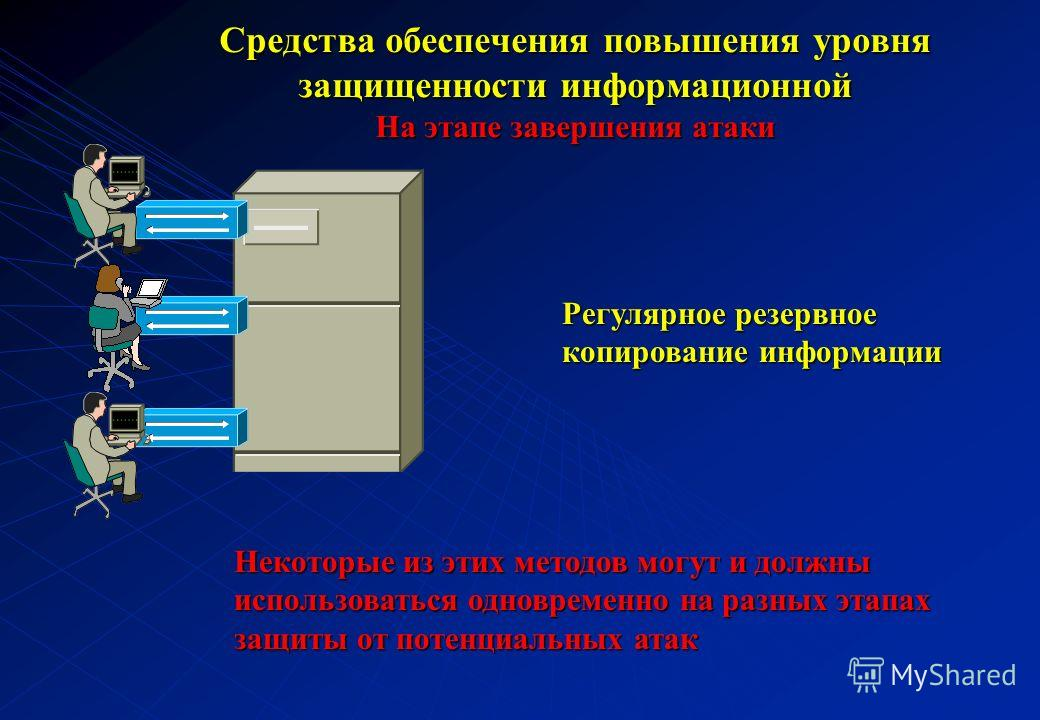 Средства обеспечения повышения уровня
защищенности информационной
На этапе завершения атаки
Регулярное резервное
копирование информации
Некоторые из этих методов могут и должны
использоваться одновременно на разных этапах
защиты от потенциальных атак
MyShared